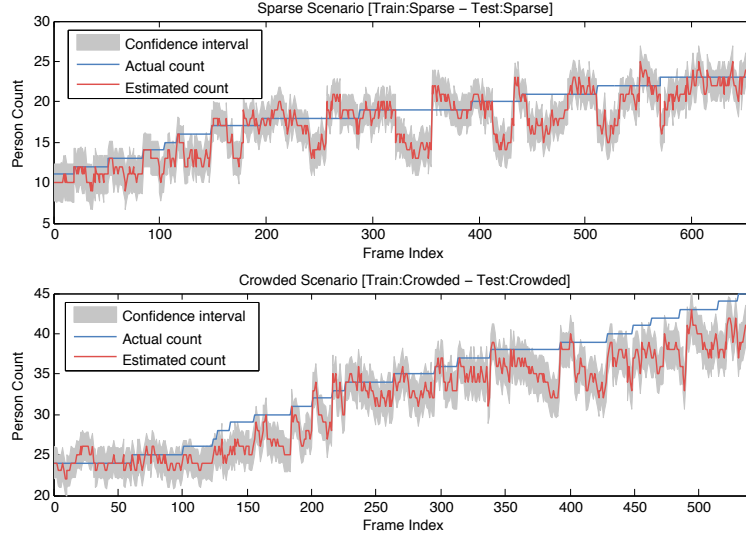 Sparse Scenario [Train:Sparse – Test:Sparse]
30
25
20
15
10
5
Person Count
Confidence interval
Actual count
Estimated count
0 100 200 300 400 500 600
Frame Index
Crowded Scenario [Train:Crowded – Test:Crowded]
45
40
35
30
25
20
Person Count
Confidence interval
Actual count
Estimated count
0 50 100 150 200 250 300 350 400 450 500
Frame Index